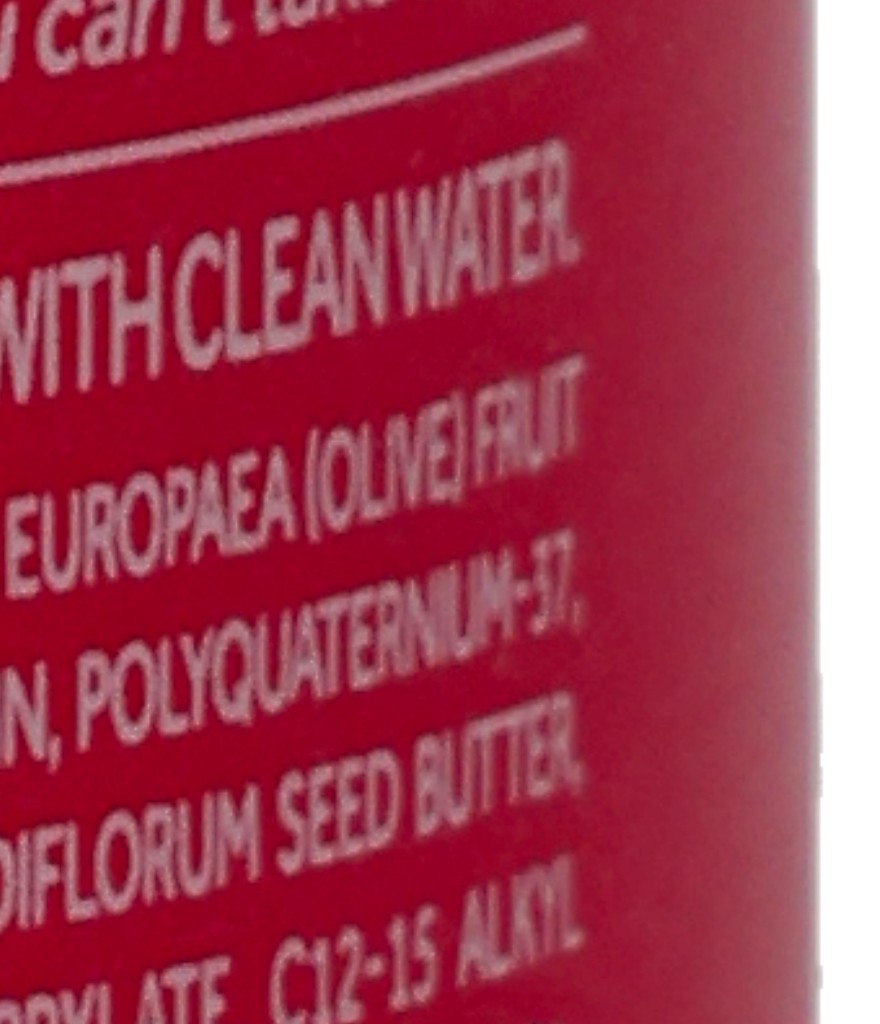 can't
WITH CLEAN WATER.
EUROPAEA (OLIVE) FRUIT
N, POLYQUATERNIUM-37,
DIFLORUM SEED BUTTER,
C12-15 ALKYL